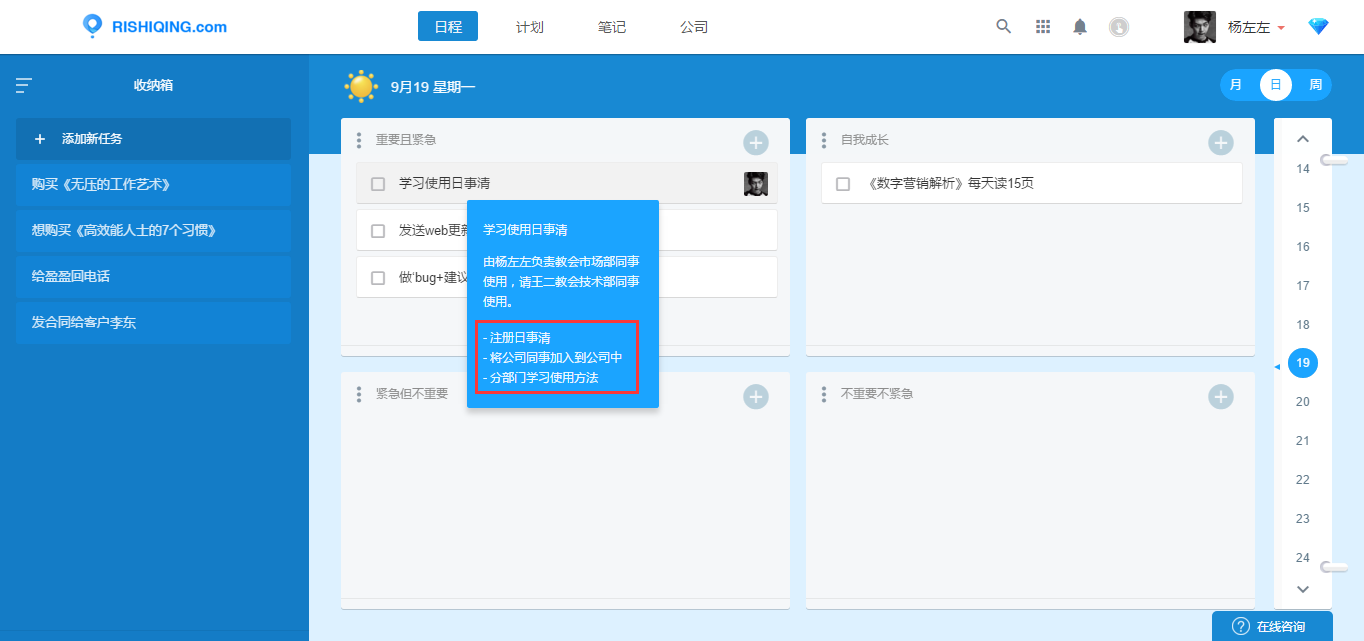 RISHIQING.com
日程
计划
笔记
公司
杨左左
收纳箱
添加新任务
购买《无压的工作艺术》
想购买《高效能人士的7个习惯》
给盈盈回电话
发合同给客户李东
9月19 星期一
月
日
周
重要且紧急
学习使用日事清
发送web更新
做'bug+建议
学习使用日事清
由杨左左负责教会市场部同事
使用，请王二教会技术部同事
使用。
- 注册日事清
- 将公司同事加入到公司中
- 分部门学习使用方法
自我成长
《数字营销解析》每天读15页
紧急但不重要
不重要不紧急
14
15
16
17
18
19
20
21
22
23
24
在线咨询